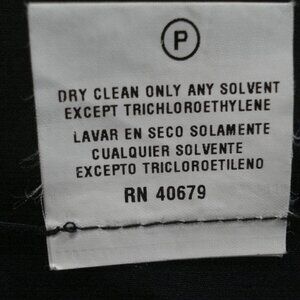 P
DRY CLEAN ONLY ANY SOLVENT
EXCEPT TRICHLOROETHYLENE
LAVAR EN SECO SOLAMENTE
CUALQUIER SOLVENTE
EXCEPTO TRICLOROETILENO
RN 40679